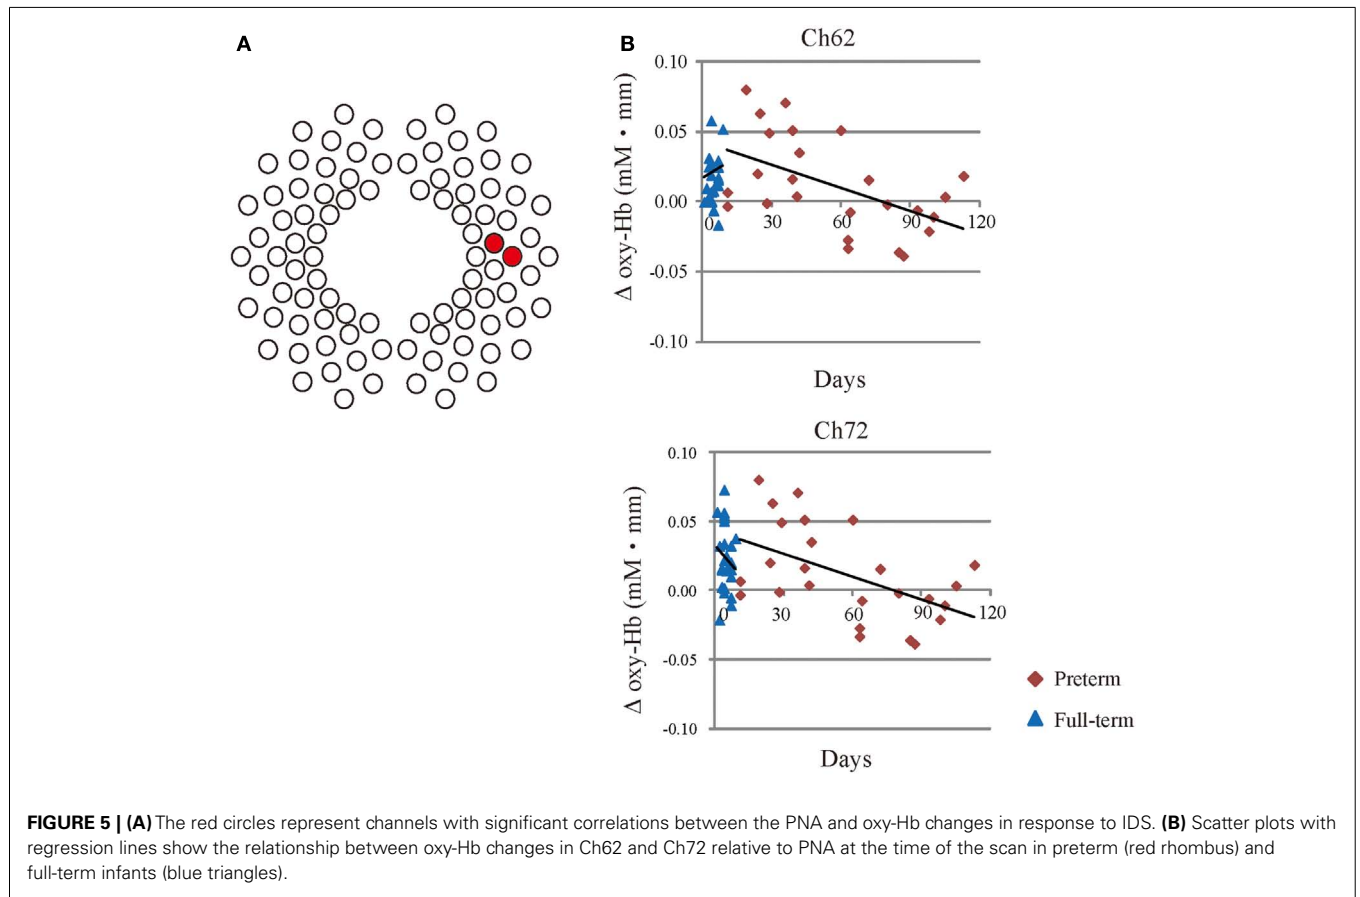 A
B
Ch62
0.10
0.05
0.00
-0.05
-0.10
Δ oxy-Hb (mM • mm)
0 30 60 90 120
Days
Ch72
0.10
0.05
0.00
-0.05
-0.10
Δ oxy-Hb (mM • mm)
0 30 60 90 120
Days
Preterm
Full-term
FIGURE 5 | (A) The red circles represent channels with significant correlations between the PNA and oxy-Hb changes in response to IDS. (B) Scatter plots with
regression lines show the relationship between oxy-Hb changes in Ch62 and Ch72 relative to PNA at the time of the scan in preterm (red rhombus) and
full-term infants (blue triangles).